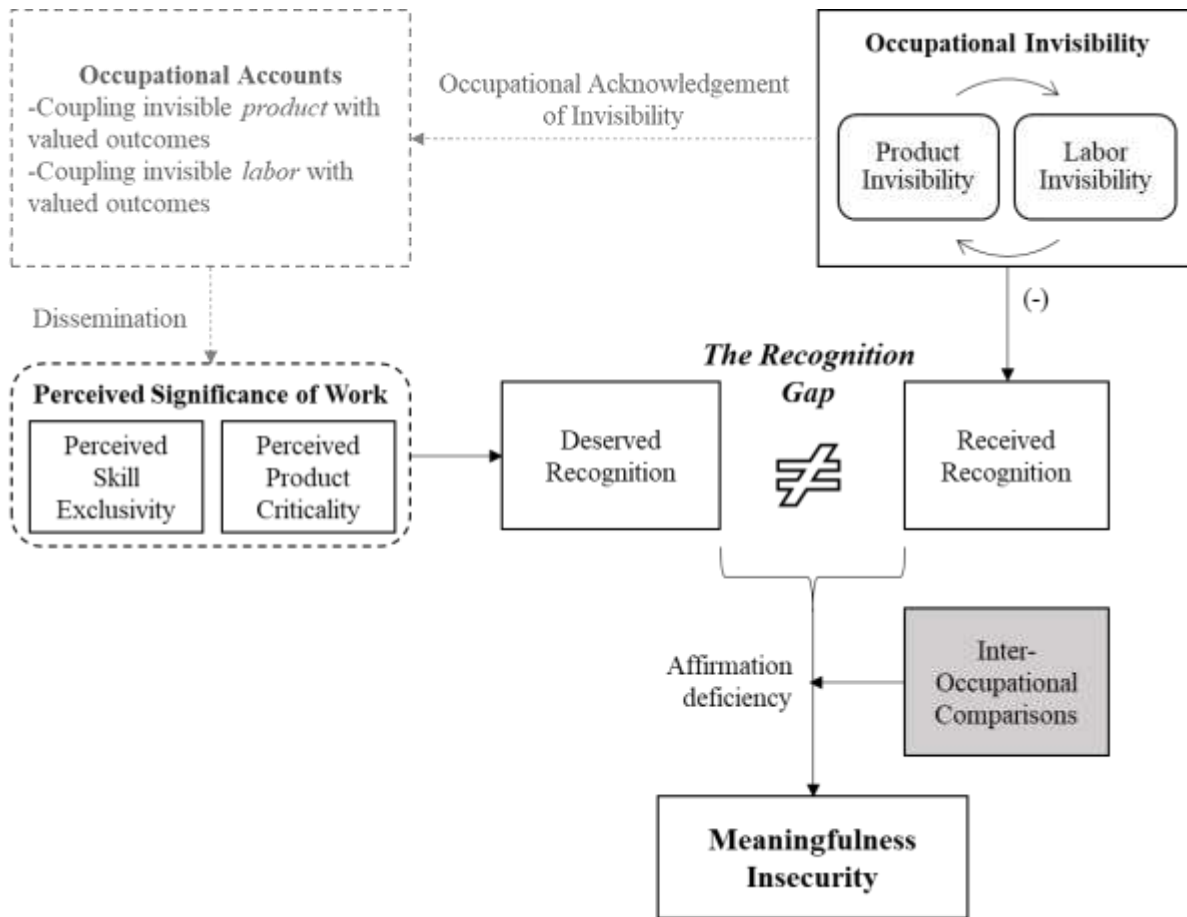 Occupational Invisibility
Product
Invisibility
Labor
Invisibility
Occupational Acknowledgement
of Invisibility
Occupational Accounts
-Coupling invisible product with
valued outcomes
-Coupling invisible labor with
valued outcomes
Dissemination
(-)
Perceived Significance of Work
Perceived
Skill
Exclusivity
Perceived
Product
Criticality
Deserved
Recognition
The Recognition
Gap
≠
Received
Recognition
Affirmation
deficiency
Inter-
Occupational
Comparisons
Meaningfulness
Insecurity